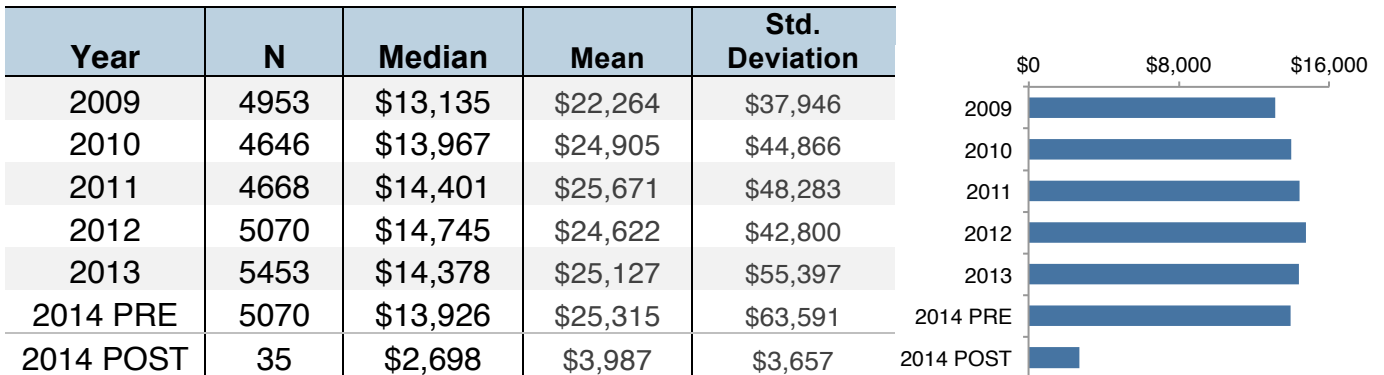 Year N Median Mean Std. Deviation
2009 4953 $13,135 $22,264 $37,946
2010 4646 $13,967 $24,905 $44,866
2011 4668 $14,401 $25,671 $48,283
2012 5070 $14,745 $24,622 $42,800
2013 5453 $14,378 $25,127 $55,397
2014 PRE 5070 $13,926 $25,315 $63,591
2014 POST 35 $2,698 $3,987 $3,657
$0 $8,000 $16,000
2009
2010
2011
2012
2013
2014 PRE
2014 POST